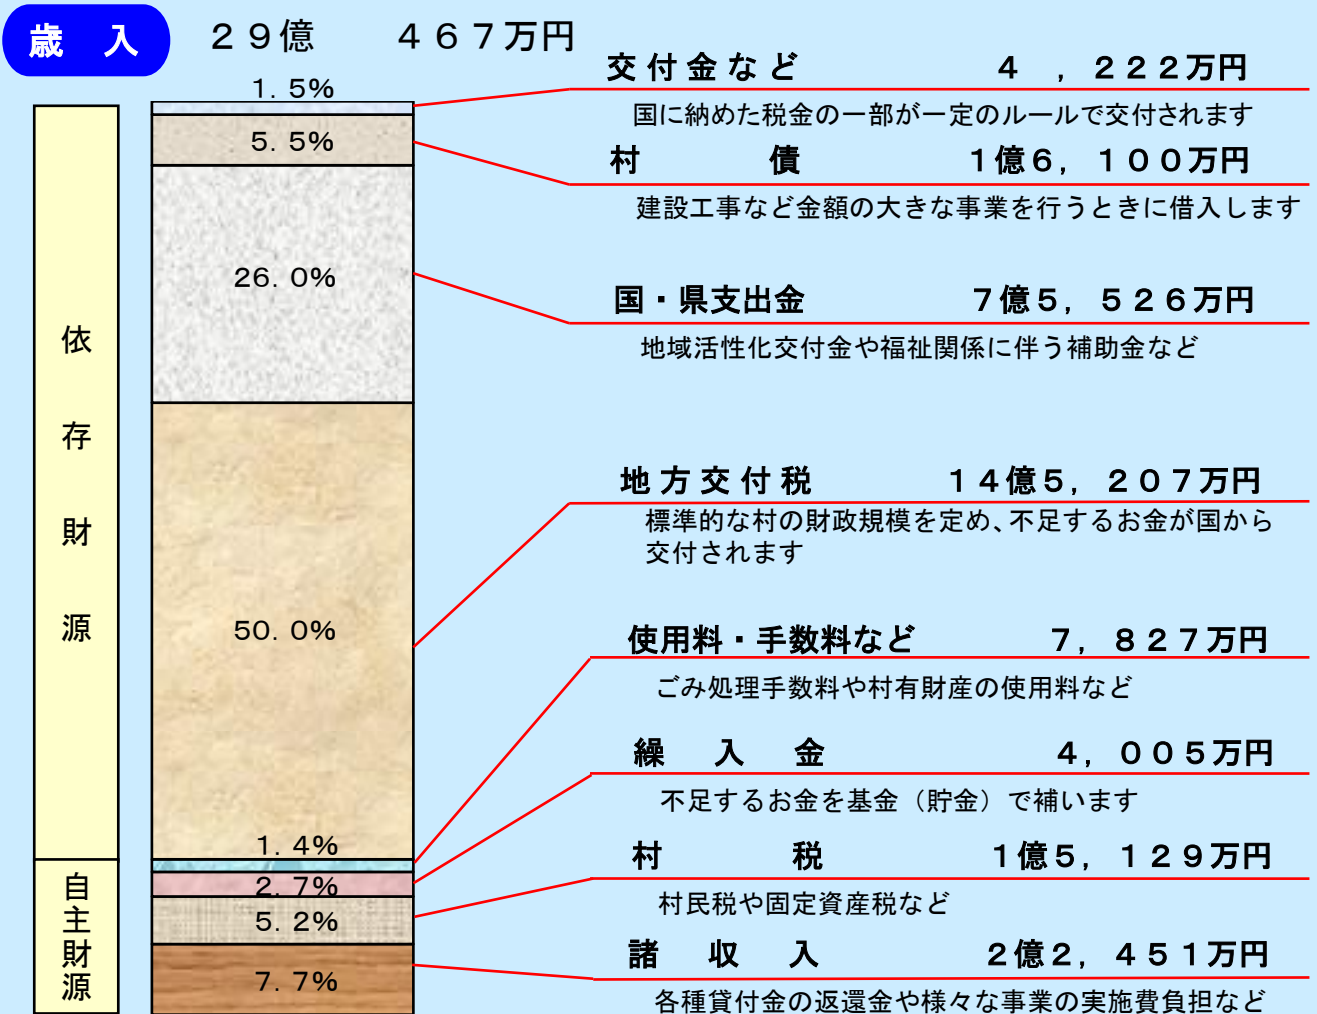 歳　入　２９億　　４６７万円
1.5%
5.5%
26.0%
50.0%
1.4%
2.7%
5.2%
7.7%
依存財源
自主財源
交付金など　４，２２２万円
国に納めた税金の一部が一定のルールで交付されます
村　債　１億６，１００万円
建設工事など金額の大きな事業を行うときに借入します
国・県支出金　７億５，５２６万円
地域活性化交付金や福祉関係に伴う補助金など
地方交付税　１４億５，２０７万円
標準的な村の財政規模を定め、不足するお金が国から
交付されます
使用料・手数料など　７，８２７万円
ごみ処理手数料や村有財産の使用料など
繰　入　金　４，００５万円
不足するお金を基金（貯金）で補います
村　税　１億５，１２９万円
村民税や固定資産税など
諸　収　入　２億２，４５１万円
各種貸付金の返還金や様々な事業の実施費負担など